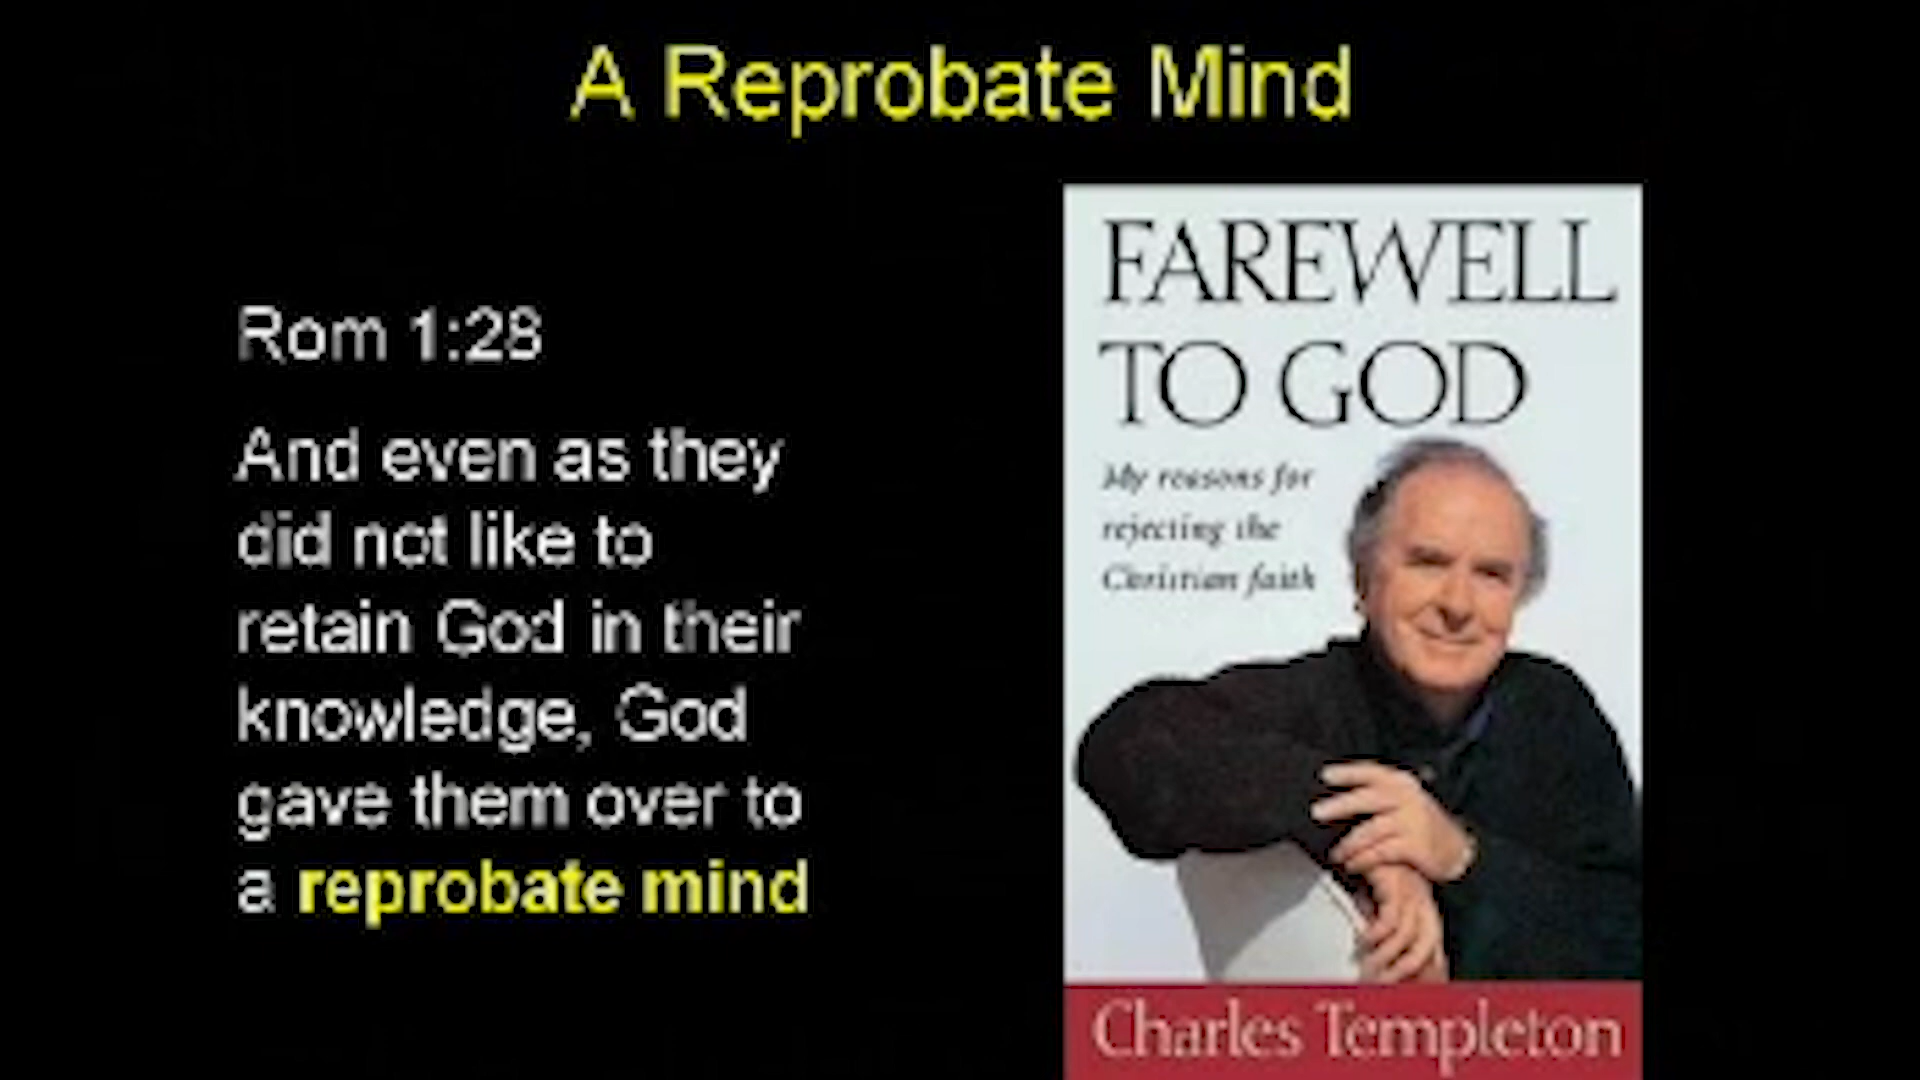 A Reprobate Mind
Rom 1:28
And even as they
did not like to
retain God in their
knowledge, God
gave them over to
a reprobate mind
FAREWELL
TO GOD
My reasons for
rejecting the
Christian faith
Charles Templeton